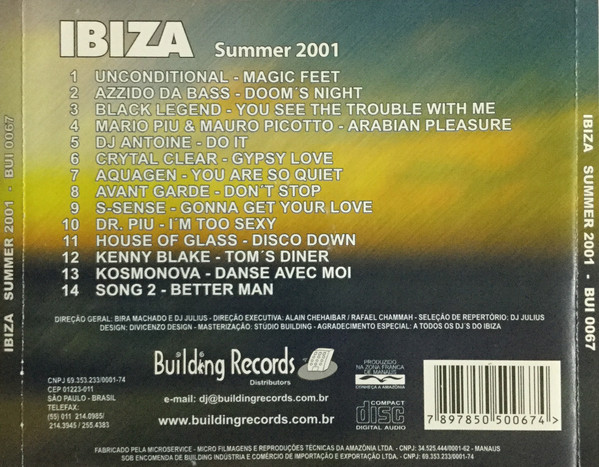 IBIZA Summer 2001
1 UNCONDITIONAL - MAGIC FEET
2 AZZIDO DA BASS - DOOM´S NIGHT
3 BLACK LEGEND - YOU SEE THE TROUBLE WITH ME
4 MARIO PIU & MAURO PICOTTO - ARABIAN PLEASURE
5 DJ ANTOINE - DO IT
6 CRYTAL CLEAR - GYPSY LOVE
7 AQUAGEN - YOU ARE SO QUIET
8 AVANT GARDE - DON´T STOP
9 S-SENSE - GONNA GET YOUR LOVE
10 DR. PIU - I´M TOO SEXY
11 HOUSE OF GLASS - DISCO DOWN
12 KENNY BLAKE - TOM´S DINER
13 KOSMONOVA - DANSE AVEC MOI
14 SONG 2 - BETTER MAN
DIREÇÃO GERAL: BIRA MACHADO E DJ JULIUS - DIREÇÃO EXECUTIVA: ALAIN CHEHAIBAR / RAFAEL CHAMMAH - SELEÇÃO DE REPERTÓRIO: DJ JULIUS
DESIGN: DIVICENZO DESIGN - MASTERIZAÇÃO: STÚDIO BUILDING - AGRADECIMENTO ESPECIAL: A TODOS OS DJ´S DO IBIZA
CNPJ 69.353.233/0001-74
CEP 01223-011
SÃO PAULO - BRASIL
TELEFAX:
(55) 011 214.0985/
214.3945 / 255.4383
Building Records
Distributors
e-mail: dj@buildingrecords.com.br
www.buildingrecords.com.br
PRODUZIDO
NA ZONA FRANCA
DE MANAUS
CONHEÇA A AMAZÔNIA
COMPACT
disc
DIGITAL AUDIO
7 897850 500674 >
FABRICADO PELA MICROSERVICE - MICRO FILMAGENS E REPRODUÇÕES TÉCNICAS DA AMAZÔNIA LTDA. - CNPJ: 34.525.444/0001-62 - MANAUS
SOB ENCOMENDA DE BUILDING INDÚSTRIA E COMÉRCIO DE IMPORTAÇÃO E EXPORTAÇÃO LTDA. - CNPJ: 69.353.233/0001-74
IBIZA SUMMER 2001 - BUI 0067
IBIZA SUMMER 2001 - BUI 0067